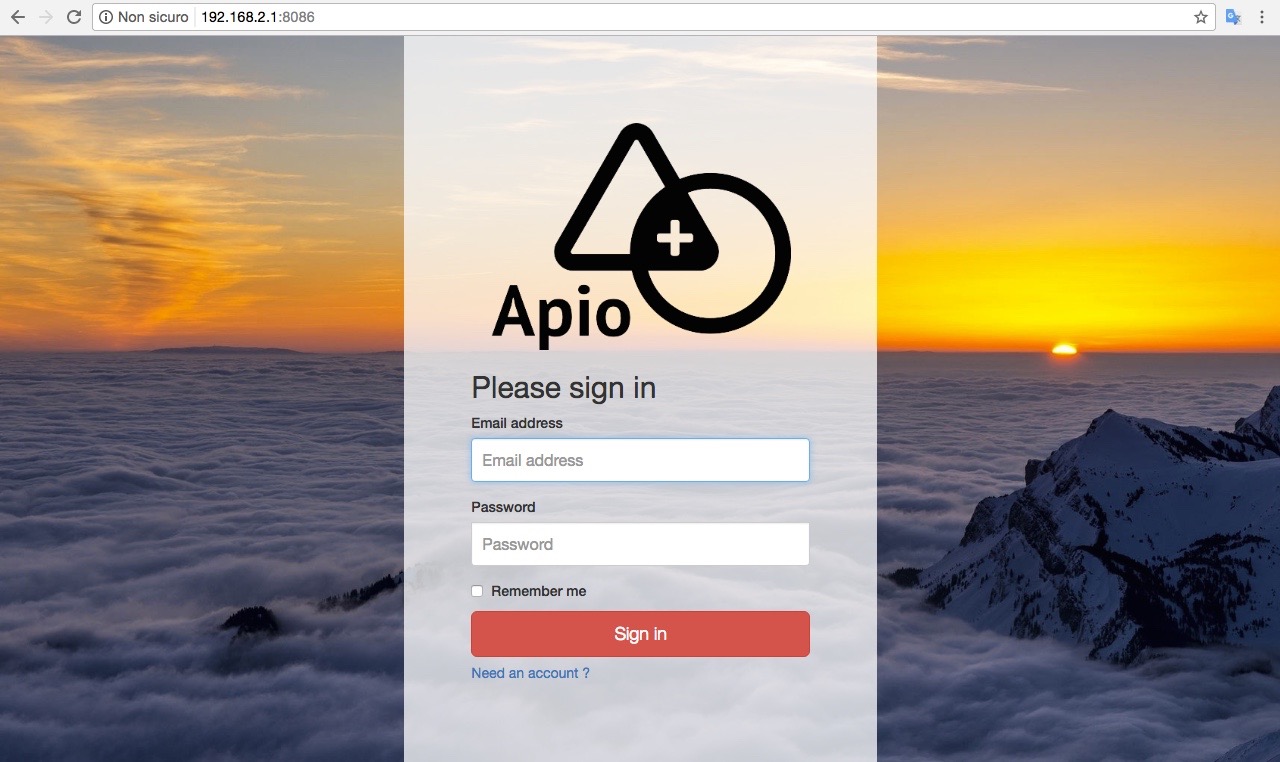 Non sicuro 192.168.2.1:8086
Apio
Please sign in
Email address
Email address
Password
Password
Remember me
Sign in
Need an account ?